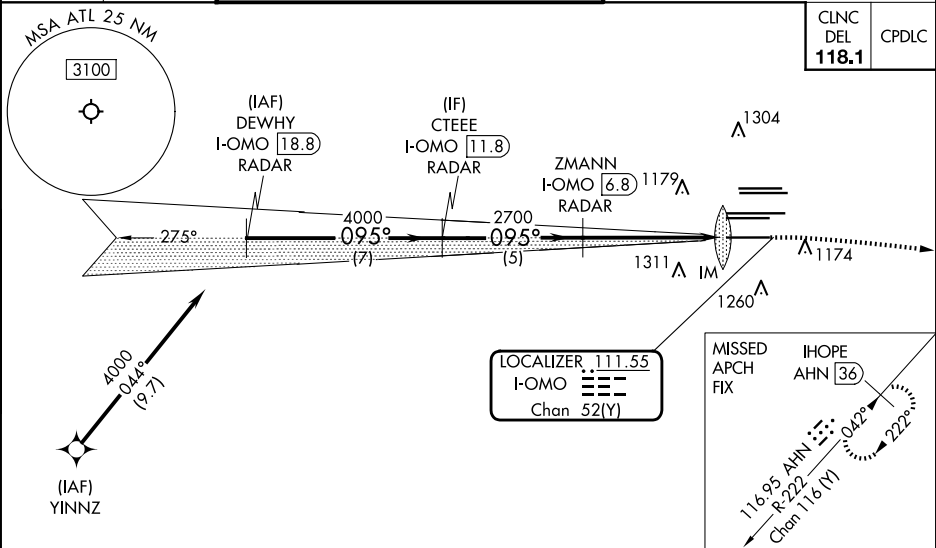 MSA ATL 25 NM
3100
CLNC
DEL
118.1
CPDLC
(IAF)
DEWHY
I-OMO 18.8
RADAR
(IF)
CTEEE
I-OMO 11.8
RADAR
ZMANN
I-OMO 6.8
RADAR
1304
1179
4000
2700
275°
095°
095°
(7)
(5)
1311
IM
1174
1260
4000
044°
(9.7)
(IAF)
YINNZ
LOCALIZER 111.55
I-OMO
Chan 52(Y)
MISSED
APCH
FIX
IHOPE
AHN 36
042°
222°
116.95 AHN
R-222
Chan 116 (Y)